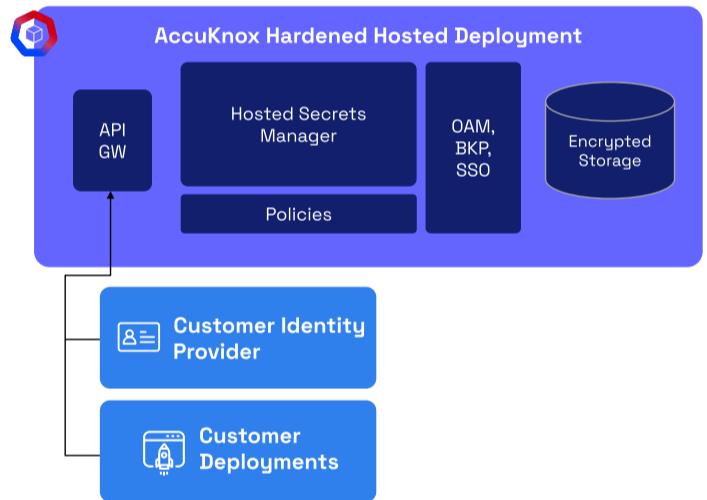 AccuKnox Hardened Hosted Deployment
API
GW
Hosted Secrets
Manager
Policies
OAM,
BKP,
SSO
Encrypted
Storage
Customer Identity
Provider
Customer
Deployments